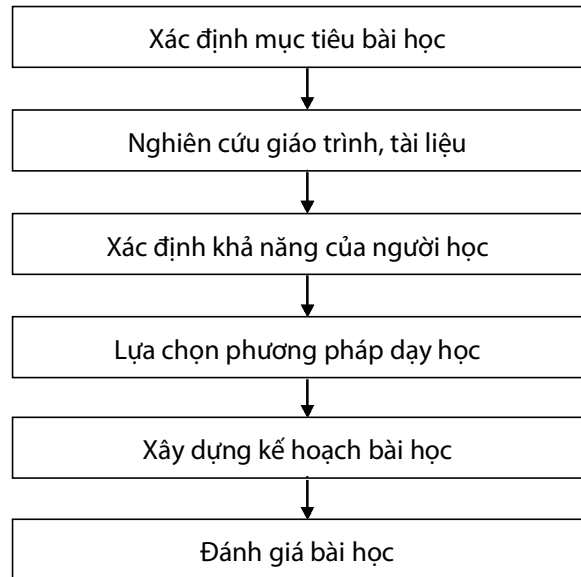 Xác định mục tiêu bài học
Nghiên cứu giáo trình, tài liệu
Xác định khả năng của người học
Lựa chọn phương pháp dạy học
Xây dựng kế hoạch bài học
Đánh giá bài học